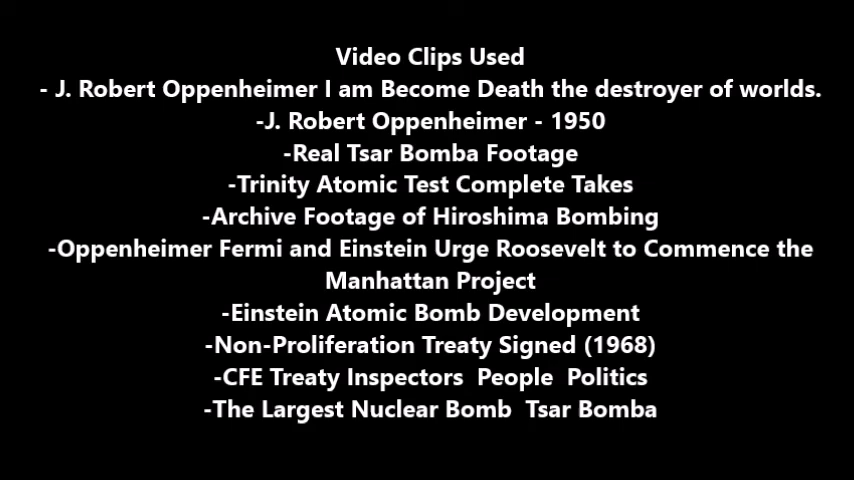 Video Clips Used
- J. Robert Oppenheimer I am Become Death the destroyer of worlds.
-J. Robert Oppenheimer - 1950
-Real Tsar Bomba Footage
-Trinity Atomic Test Complete Takes
-Archive Footage of Hiroshima Bombing
-Oppenheimer Fermi and Einstein Urge Roosevelt to Commence the
Manhattan Project
-Einstein Atomic Bomb Development
-Non-Proliferation Treaty Signed (1968)
-CFE Treaty Inspectors  People  Politics
-The Largest Nuclear Bomb  Tsar Bomba